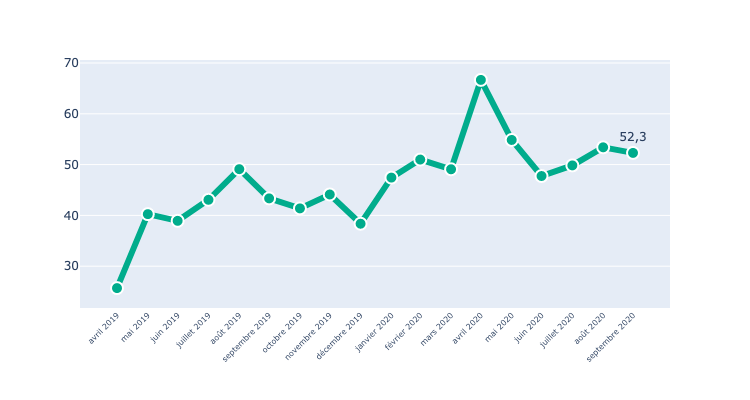 70
60
50
40
30
52,3
avril 2019
mai 2019
juin 2019
juillet 2019
août 2019
septembre 2019
octobre 2019
novembre 2019
décembre 2019
janvier 2020
février 2020
mars 2020
avril 2020
mai 2020
juin 2020
juillet 2020
août 2020
septembre 2020